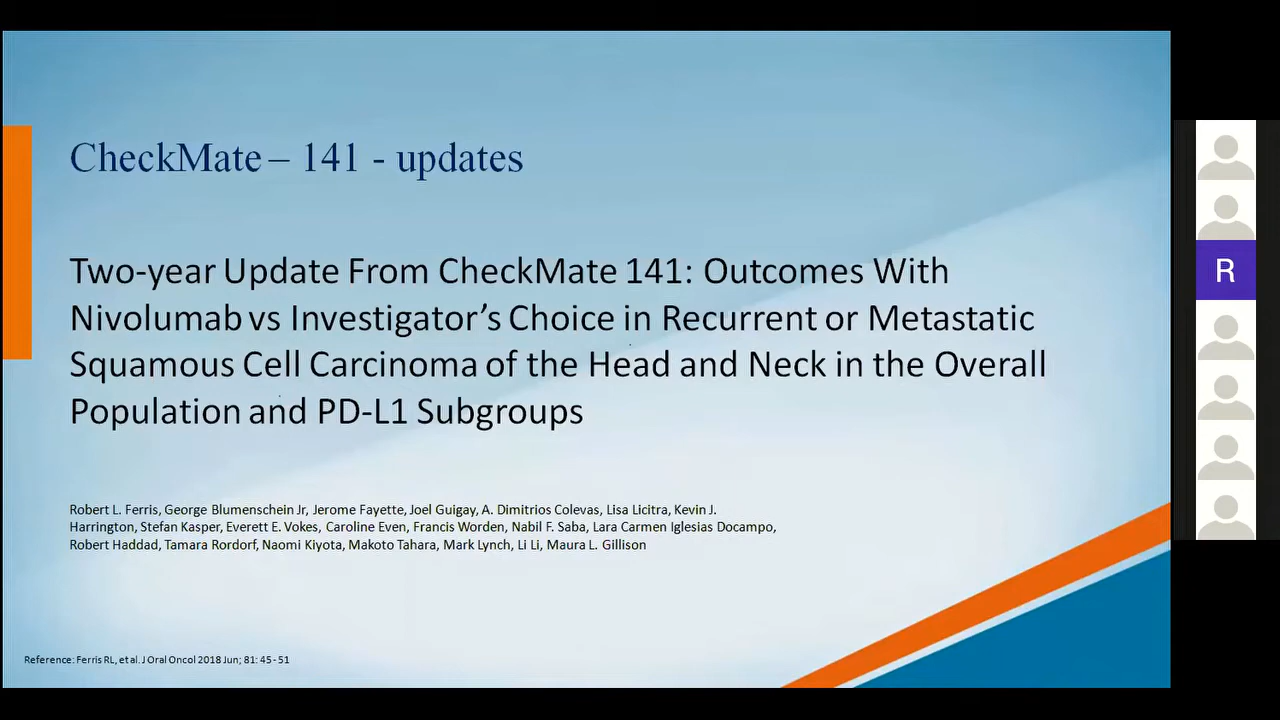 CheckMate – 141 - updates
Two-year Update From CheckMate 141: Outcomes With
Nivolumab vs Investigator’s Choice in Recurrent or Metastatic
Squamous Cell Carcinoma of the Head and Neck in the Overall
Population and PD-L1 Subgroups
Robert L. Ferris, George Blumenschein Jr, Jerome Fayette, Joel Guigay, A. Dimitrios Colevas, Lisa Licitra, Kevin J.
Harrington, Stefan Kasper, Everett E. Vokes, Caroline Even, Francis Worden, Nabil F. Saba, Lara Carmen Iglesias Docampo,
Robert Haddad, Tamara Rordorf, Naomi Kiyota, Makoto Tahara, Mark Lynch, Li Li, Maura L. Gillison
Reference: Ferris RL, et al. J Oral Oncol 2018 Jun; 81: 45 - 51
R